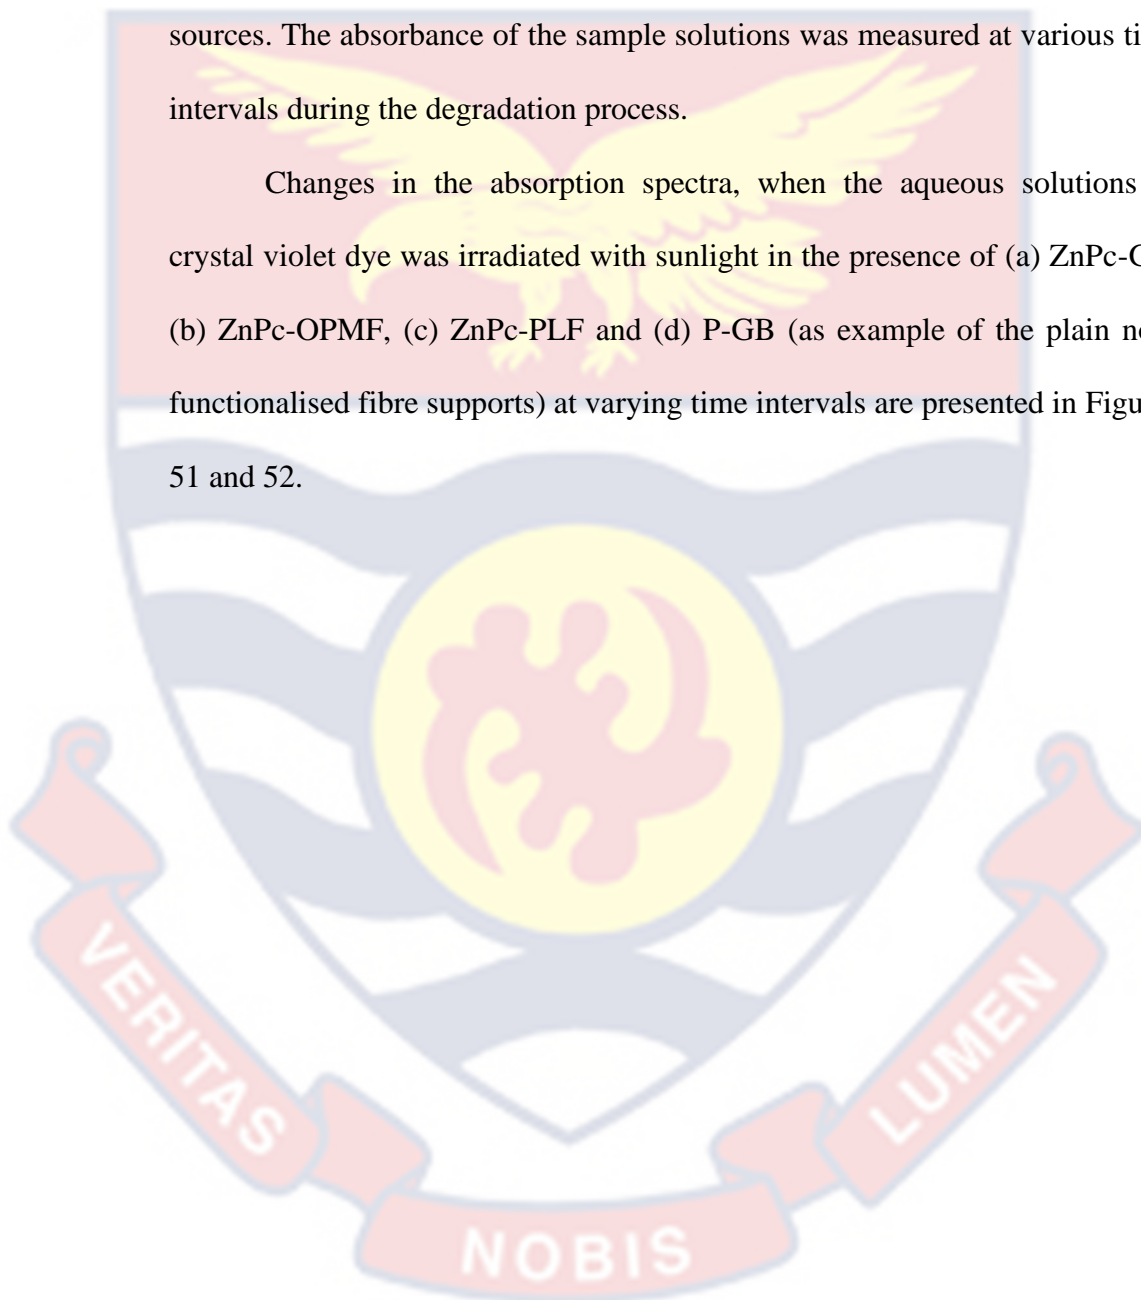 sources. The absorbance of the sample solutions was measured at various ti
intervals during the degradation process.
Changes in the absorption spectra, when the aqueous solutions
crystal violet dye was irradiated with sunlight in the presence of (a) ZnPc-G
(b) ZnPc-OPMF, (c) ZnPc-PLF and (d) P-GB (as example of the plain no
functionalised fibre supports) at varying time intervals are presented in Figu
51 and 52.
VERITAS
NOBIS
LUMEN